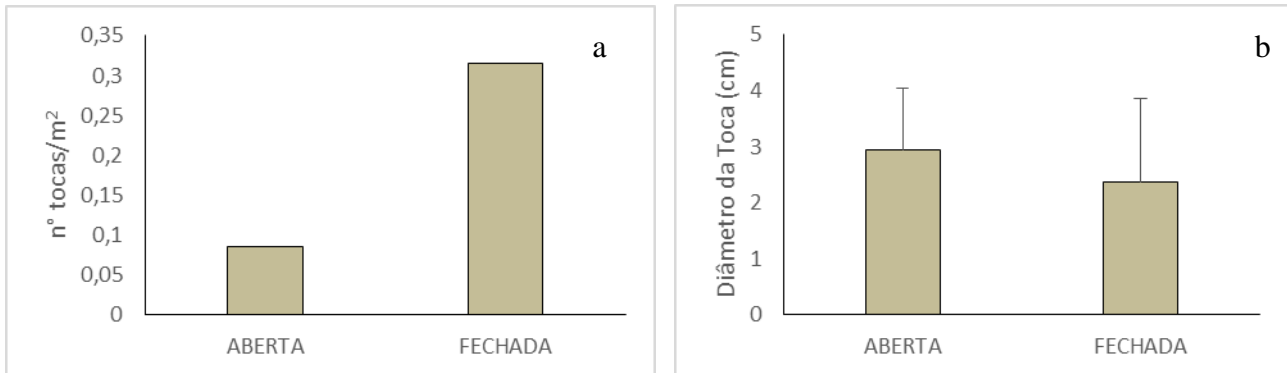 a
n° tocas/m²
0,35
0,3
0,25
0,2
0,15
0,1
0,05
0
ABERTA FECHADA
b
Diâmetro da Toca (cm)
5
4
3
2
1
0
ABERTA FECHADA